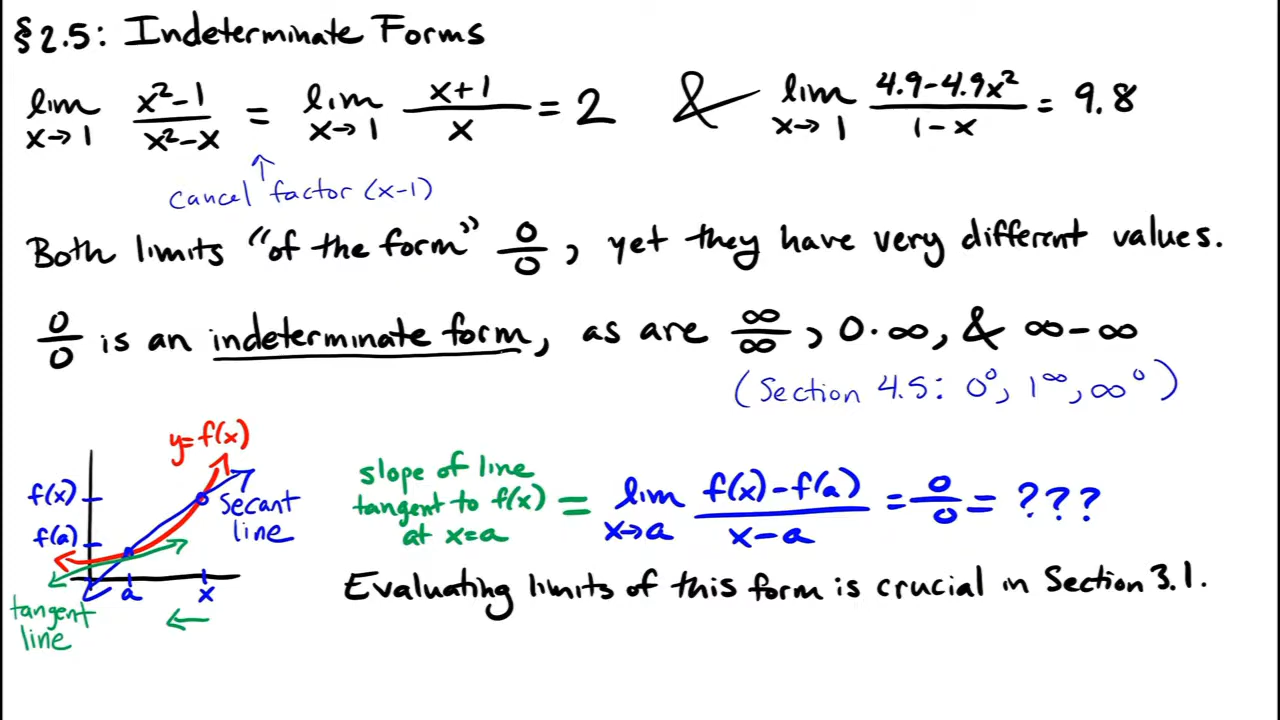 §2.5: Indeterminate Forms
lim x→1 (x²-1)/(x²-x) = lim x→1 (x+1)/x = 2 & lim x→1 (4.9-4.9x²)/(1-x) = 9.8
cancel factor (x-1)
Both limits "of the form" 0/0, yet they have very different values.
0/0 is an indeterminate form, as are ∞/∞, 0·∞, & ∞-∞
(Section 4.5: 0⁰, 1^∞, ∞⁰)
y=f(x)
f(x)
secant
line
f(a)
a
x
tangent
line
slope of line
tangent to f(x)
at x=a
= lim x→a (f(x)-f(a))/(x-a) = 0/0 = ???
Evaluating limits of this form is crucial in Section 3.1.